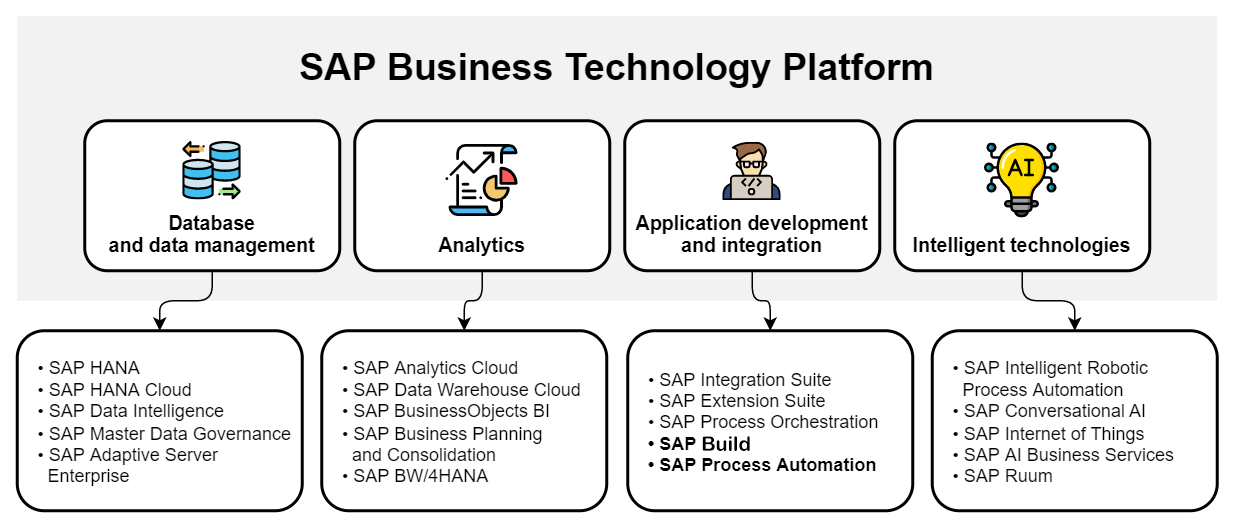 SAP Business Technology Platform
Database
and data management
Analytics
Application development
and integration
AI
Intelligent technologies
• SAP HANA
• SAP HANA Cloud
• SAP Data Intelligence
• SAP Master Data Governance
• SAP Adaptive Server
Enterprise
• SAP Analytics Cloud
• SAP Data Warehouse Cloud
• SAP BusinessObjects BI
• SAP Business Planning
and Consolidation
• SAP BW/4HANA
• SAP Integration Suite
• SAP Extension Suite
• SAP Process Orchestration
• SAP Build
• SAP Process Automation
• SAP Intelligent Robotic
Process Automation
• SAP Conversational AI
• SAP Internet of Things
• SAP AI Business Services
• SAP Ruum